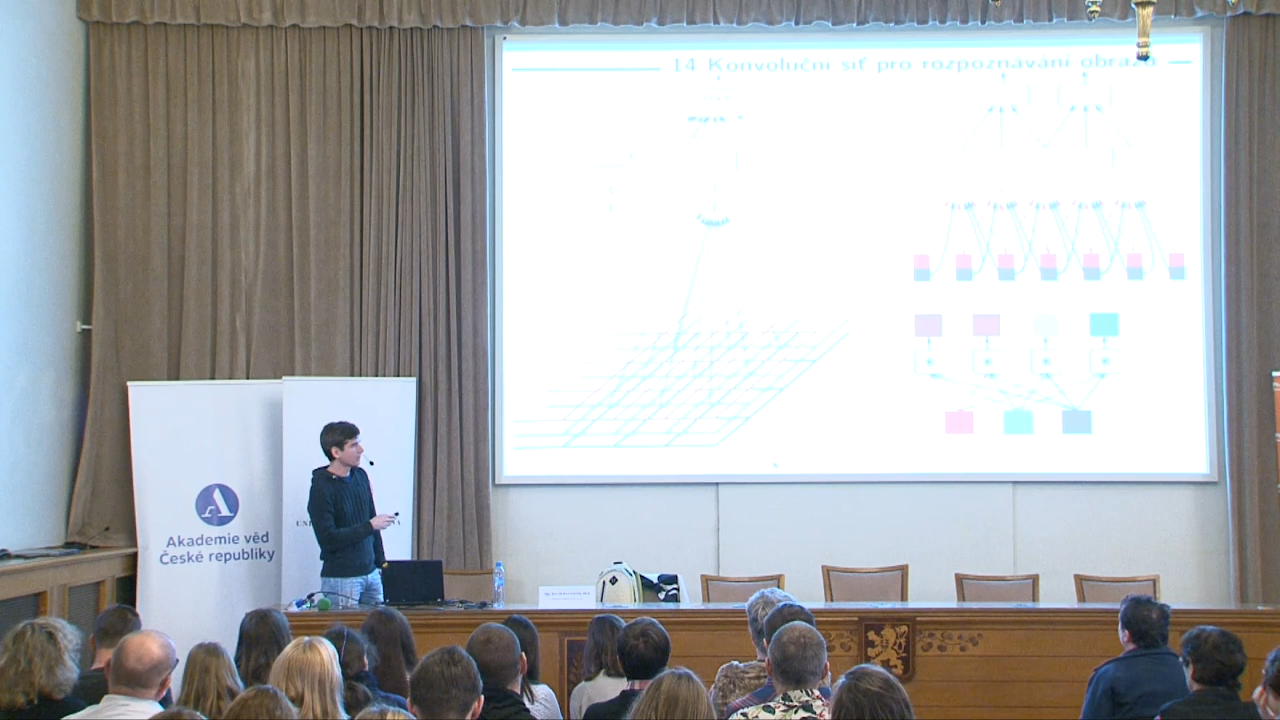 14 Konvoluční síť pro rozpoznávání obrazů
Akademie věd
České republiky